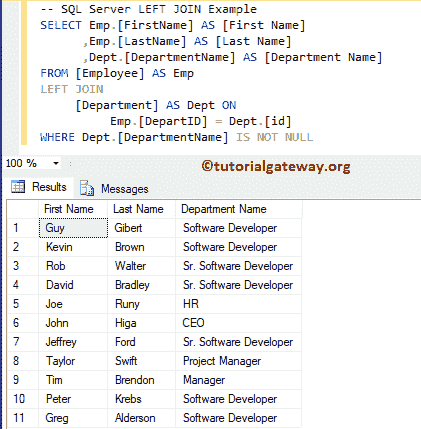 -- SQL Server LEFT JOIN Example
SELECT Emp.[FirstName] AS [First Name]
,Emp.[LastName] AS [Last Name]
,Dept.[DepartmentName] AS [Department Name]
FROM [Employee] AS Emp
LEFT JOIN
[Department] AS Dept ON
Emp.[DepartID] = Dept.[id]
WHERE Dept.[DepartmentName] IS NOT NULL
100 %
©tutorialgateway.org
Results Messages
First Name Last Name Department Name
1 Guy Gibert Software Developer
2 Kevin Brown Software Developer
3 Rob Walter Sr. Software Developer
4 David Bradley Sr. Software Developer
5 Joe Runy HR
6 John Higa CEO
7 Jeffrey Ford Sr. Software Developer
8 Taylor Swift Project Manager
9 Tim Brendon Manager
10 Peter Krebs Software Developer
11 Greg Alderson Software Developer